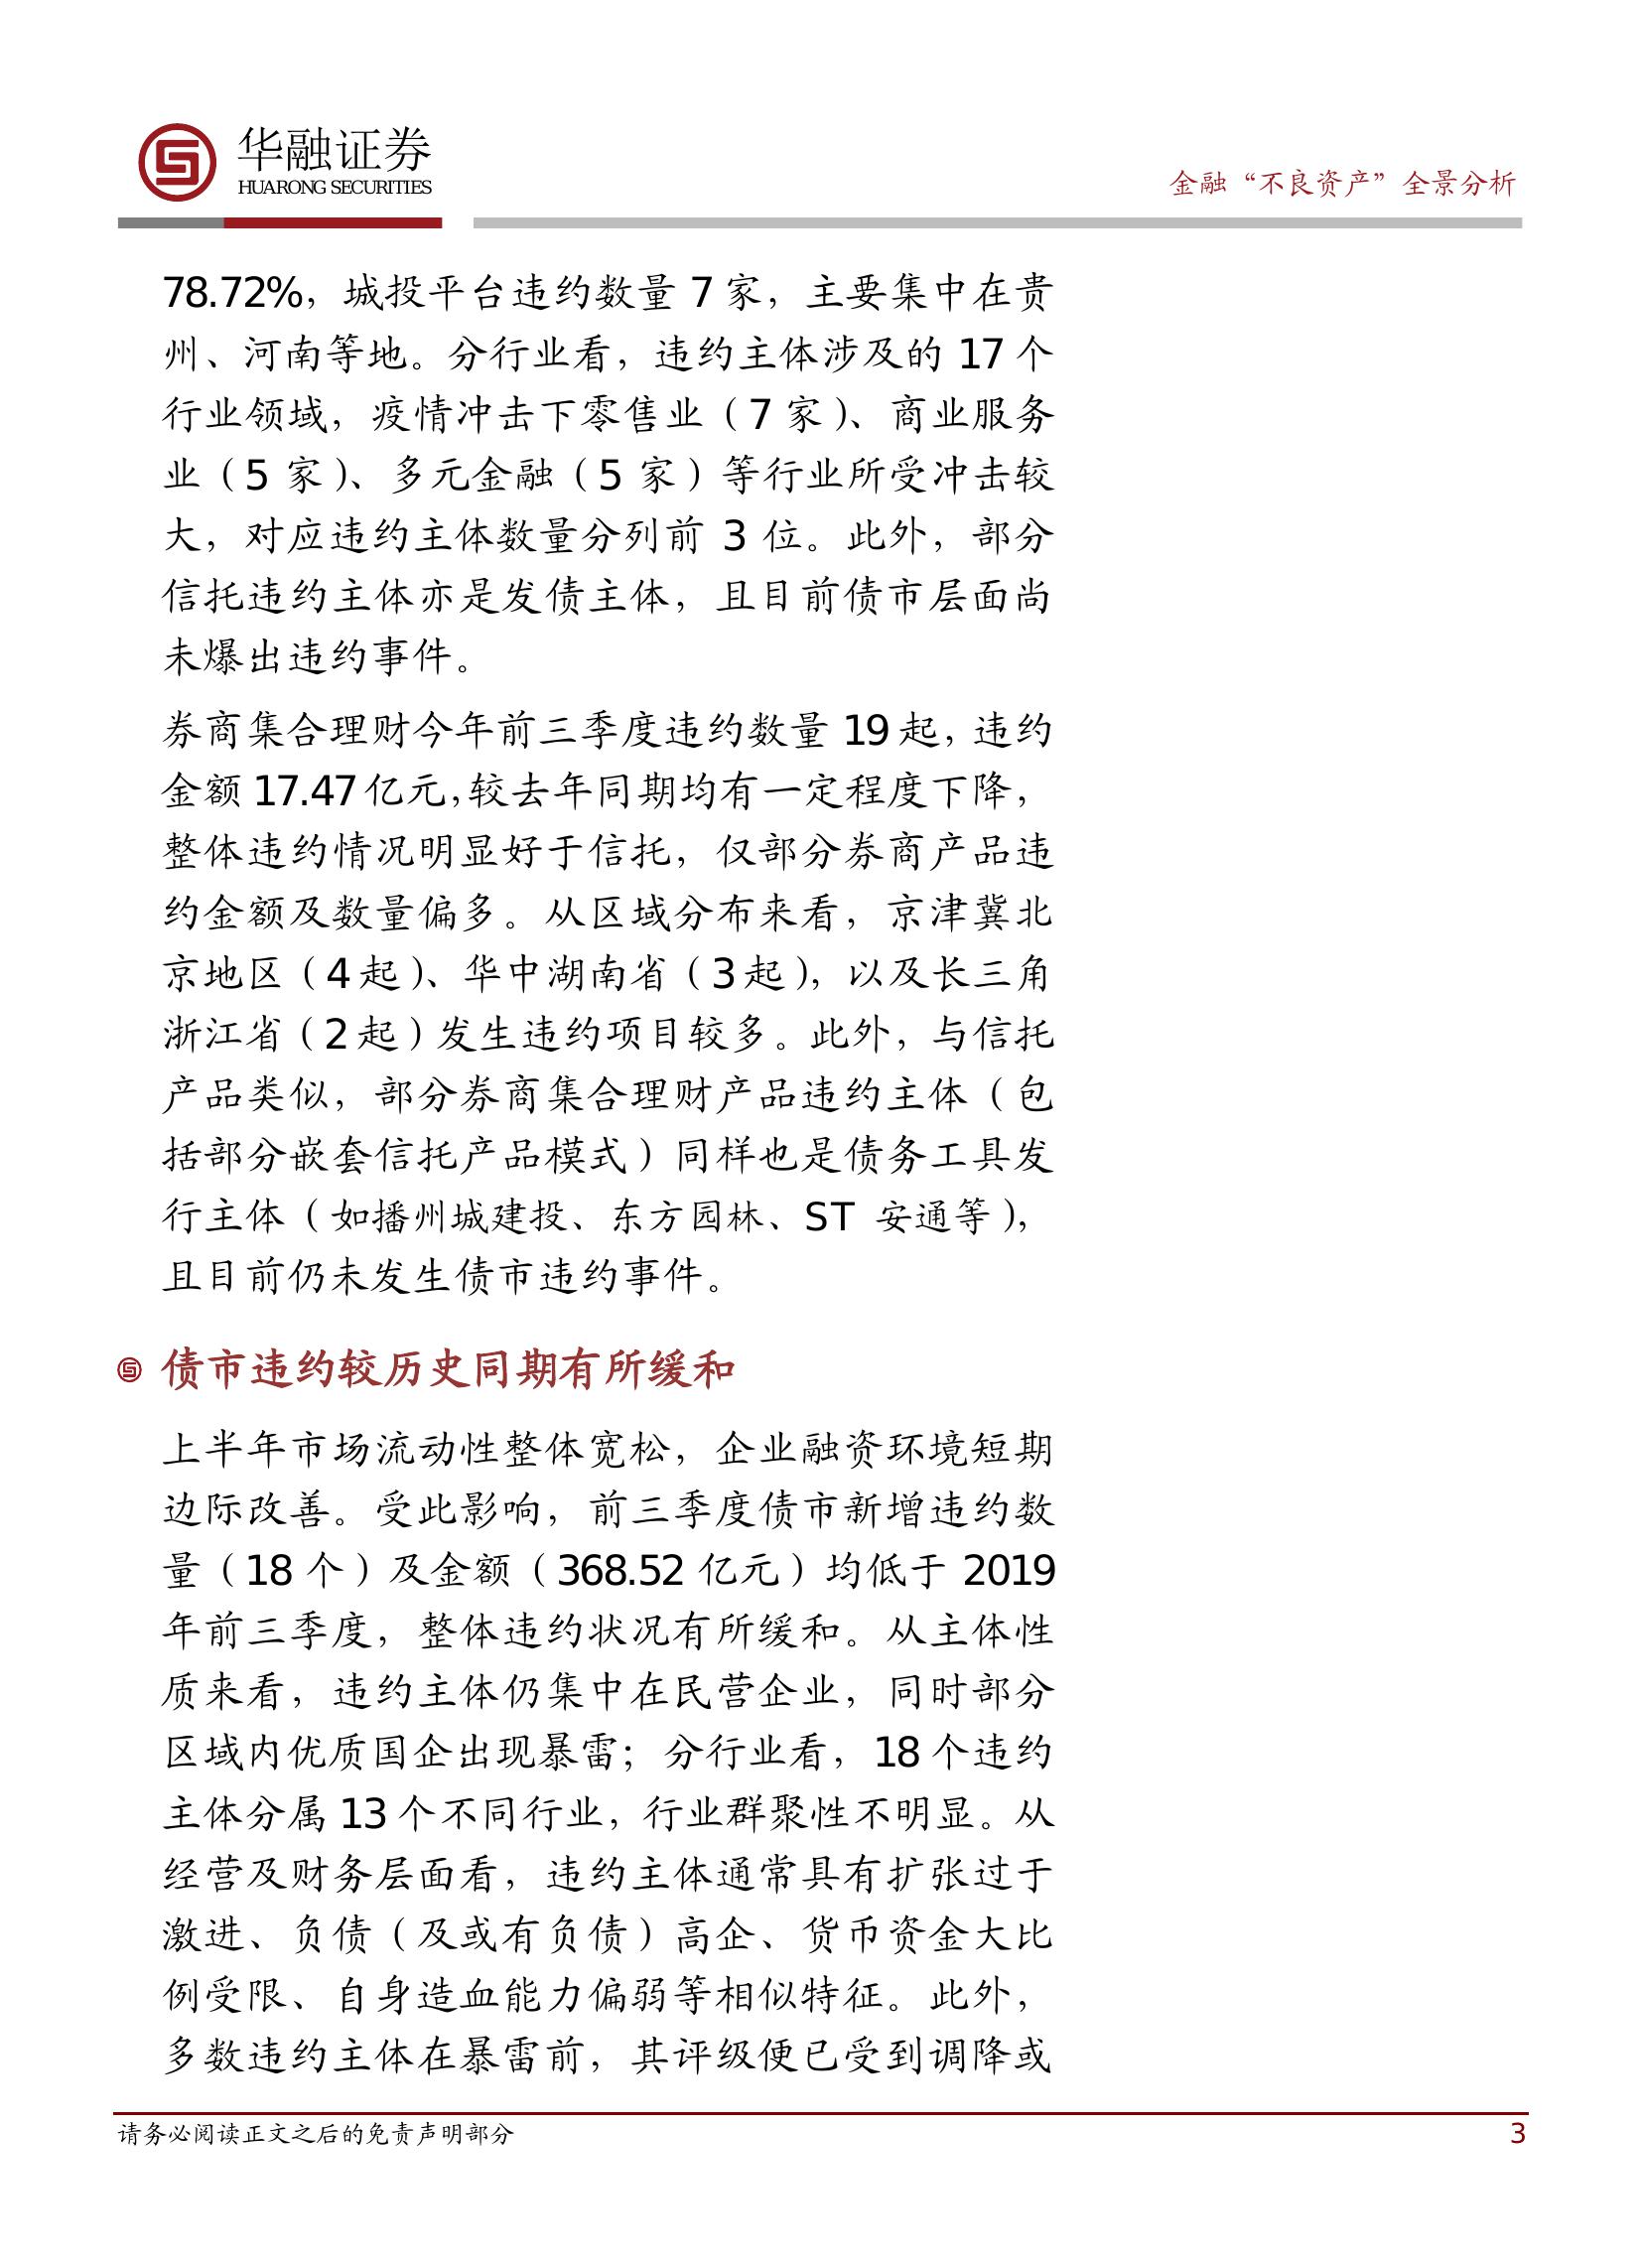 华融证券
HUARONG SECURITIES
金融“不良资产”全景分析
78.72%，城投平台违约数量 7 家，主要集中在贵
州、河南等地。分行业看，违约主体涉及的 17 个
行业领域，疫情冲击下零售业（7 家）、商业服务
业（5 家）、多元金融（5 家）等行业所受冲击较
大，对应违约主体数量分列前 3 位。此外，部分
信托违约主体亦是发债主体，且目前债市层面尚
未爆出违约事件。
券商集合理财今年前三季度违约数量 19 起，违约
金额 17.47 亿元，较去年同期均有一定程度下降，
整体违约情况明显好于信托，仅部分券商产品违
约金额及数量偏多。从区域分布来看，京津冀北
京地区（4 起）、华中湖南省（3 起），以及长三角
浙江省（2 起）发生违约项目较多。此外，与信托
产品类似，部分券商集合理财产品违约主体（包
括部分嵌套信托产品模式）同样也是债务工具发
行主体（如播州城建投、东方园林、ST 安通等），
且目前仍未发生债市违约事件。
债市违约较历史同期有所缓和
上半年市场流动性整体宽松，企业融资环境短期
边际改善。受此影响，前三季度债市新增违约数
量（18 个）及金额（368.52 亿元）均低于 2019
年前三季度，整体违约状况有所缓和。从主体性
质来看，违约主体仍集中在民营企业，同时部分
区域内优质国企出现暴雷；分行业看，18 个违约
主体分属 13 个不同行业，行业群聚性不明显。从
经营及财务层面看，违约主体通常具有扩张过于
激进、负债（及或有负债）高企、货币资金大比
例受限、自身造血能力偏弱等相似特征。此外，
多数违约主体在暴雷前，其评级便已受到调降或
请务必阅读正文之后的免责声明部分
3